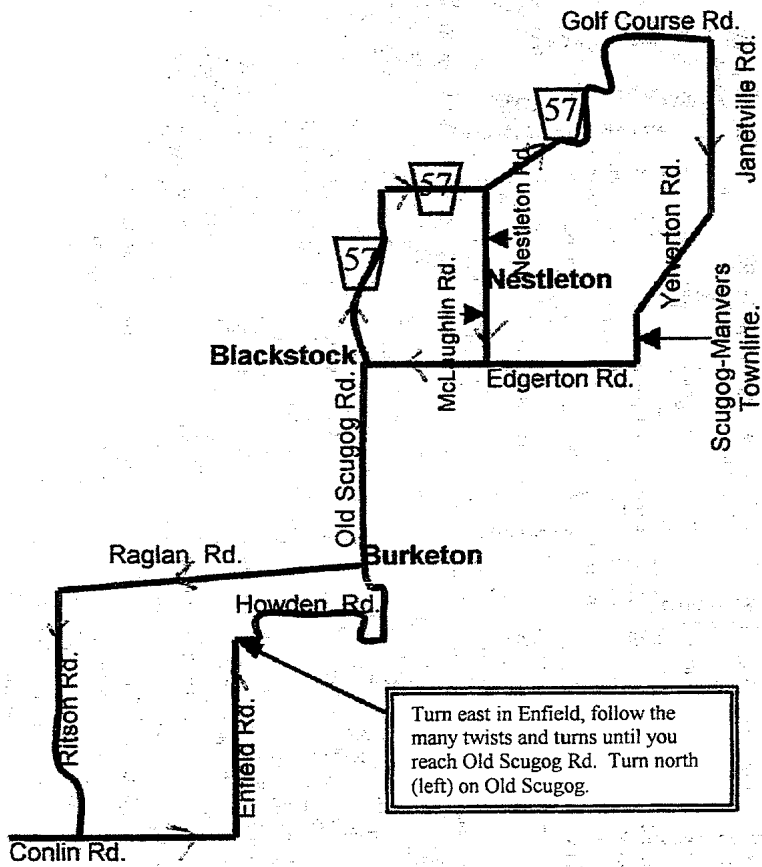 Golf Course Rd.
Janetville Rd.
57
57
Nestleton Rd.
Yelverton Rd.
57
Nestleton
McLaughlin Rd.
Scugog-Manvers
Townline.
Blackstock
Edgerton Rd.
Old Scugog Rd.
Burketon
Raglan Rd.
Howden Rd.
Ritson Rd.
Enfield Rd.
Turn east in Enfield, follow the
many twists and turns until you
reach Old Scugog Rd. Turn north
(left) on Old Scugog.
Conlin Rd.